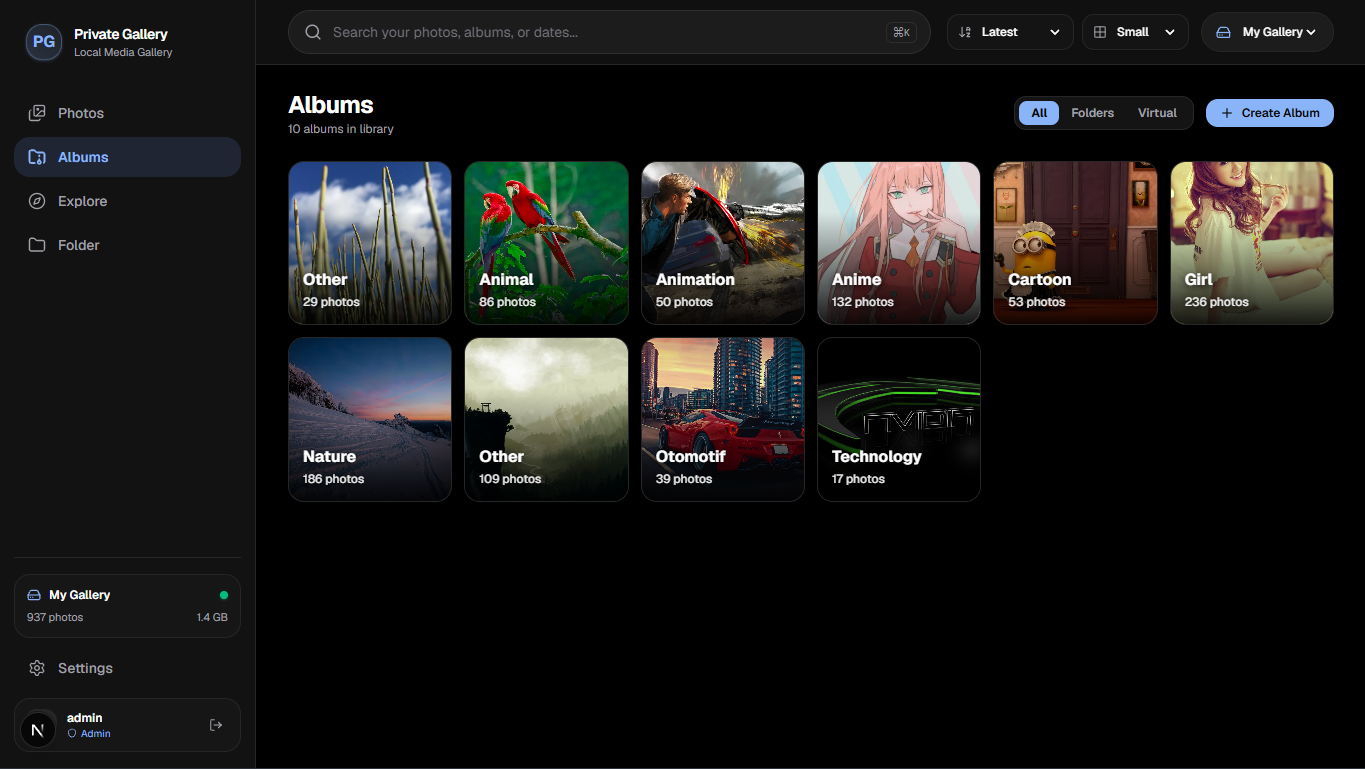 PG
Private Gallery
Local Media Gallery
Photos
Albums
Explore
Folder
My Gallery
937 photos
1.4 GB
Settings
N
admin
Admin
Search your photos, albums, or dates...
⌘K
Latest
Small
My Gallery
Albums
10 albums in library
All
Folders
Virtual
+ Create Album
Other
29 photos
Animal
86 photos
Animation
50 photos
Anime
132 photos
Cartoon
53 photos
Girl
236 photos
Nature
186 photos
Other
109 photos
Otomotif
39 photos
Technology
17 photos